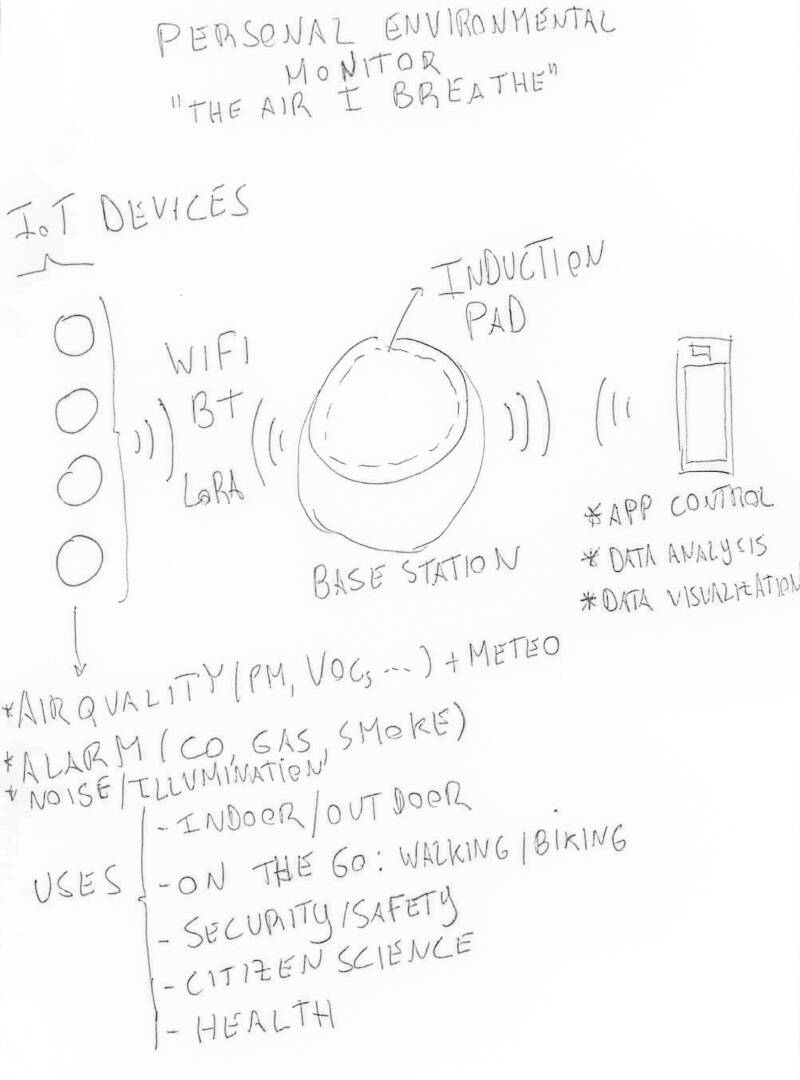 PERSONAL ENVIRONMENTAL
MONITOR
"THE AIR I BREATHE"
IoT DEVICES
INDUCTION
PAD
WIFI
BT
LORA
BASE STATION
* APP CONTROL
* DATA ANALYSIS
* DATA VISUALIZATION
* AIR QUALITY (PM, VOCs ...) + METEO
* ALARM (CO, GAS, SMOKE)
* NOISE/ILLUMINATION
USES
- INDOOR/OUTDOOR
- ON THE GO: WALKING/BIKING
- SECURITY/SAFETY
- CITIZEN SCIENCE
- HEALTH